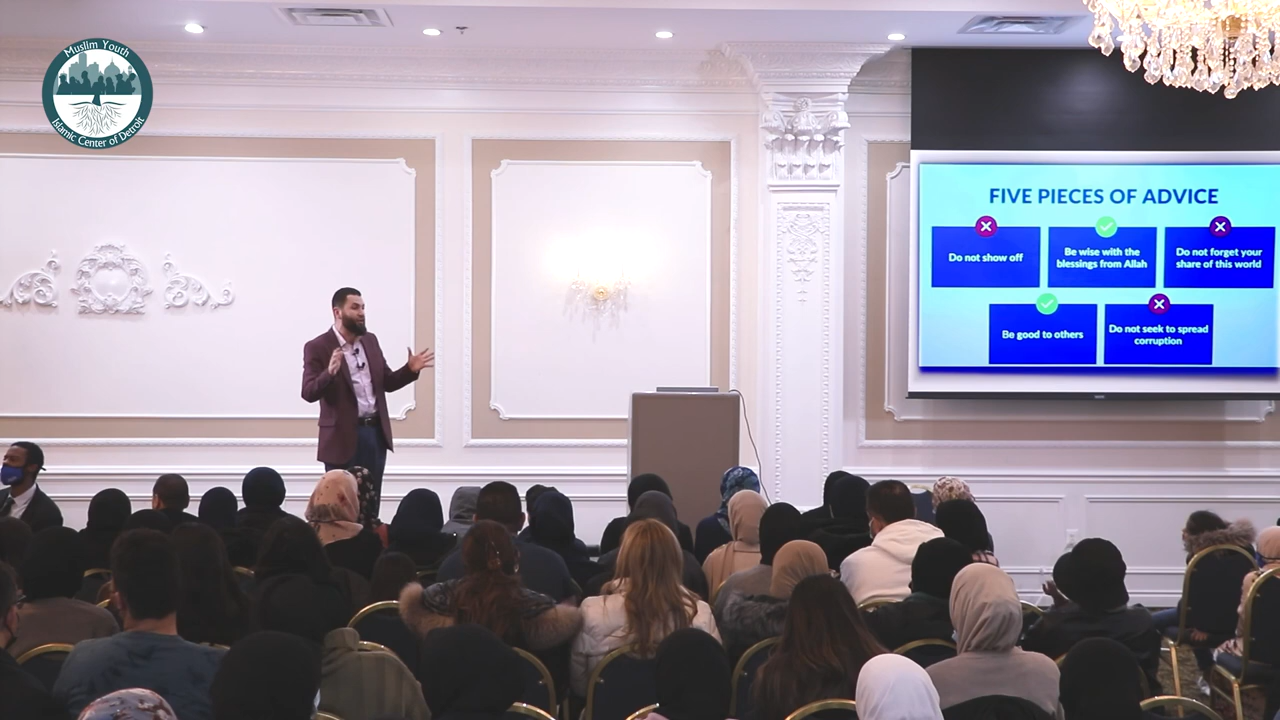 Muslim Youth
Islamic Center of Detroit
FIVE PIECES OF ADVICE
Do not show off
Be wise with the
blessings from Allah
Do not forget your
share of this world
Be good to others
Do not seek to spread
corruption